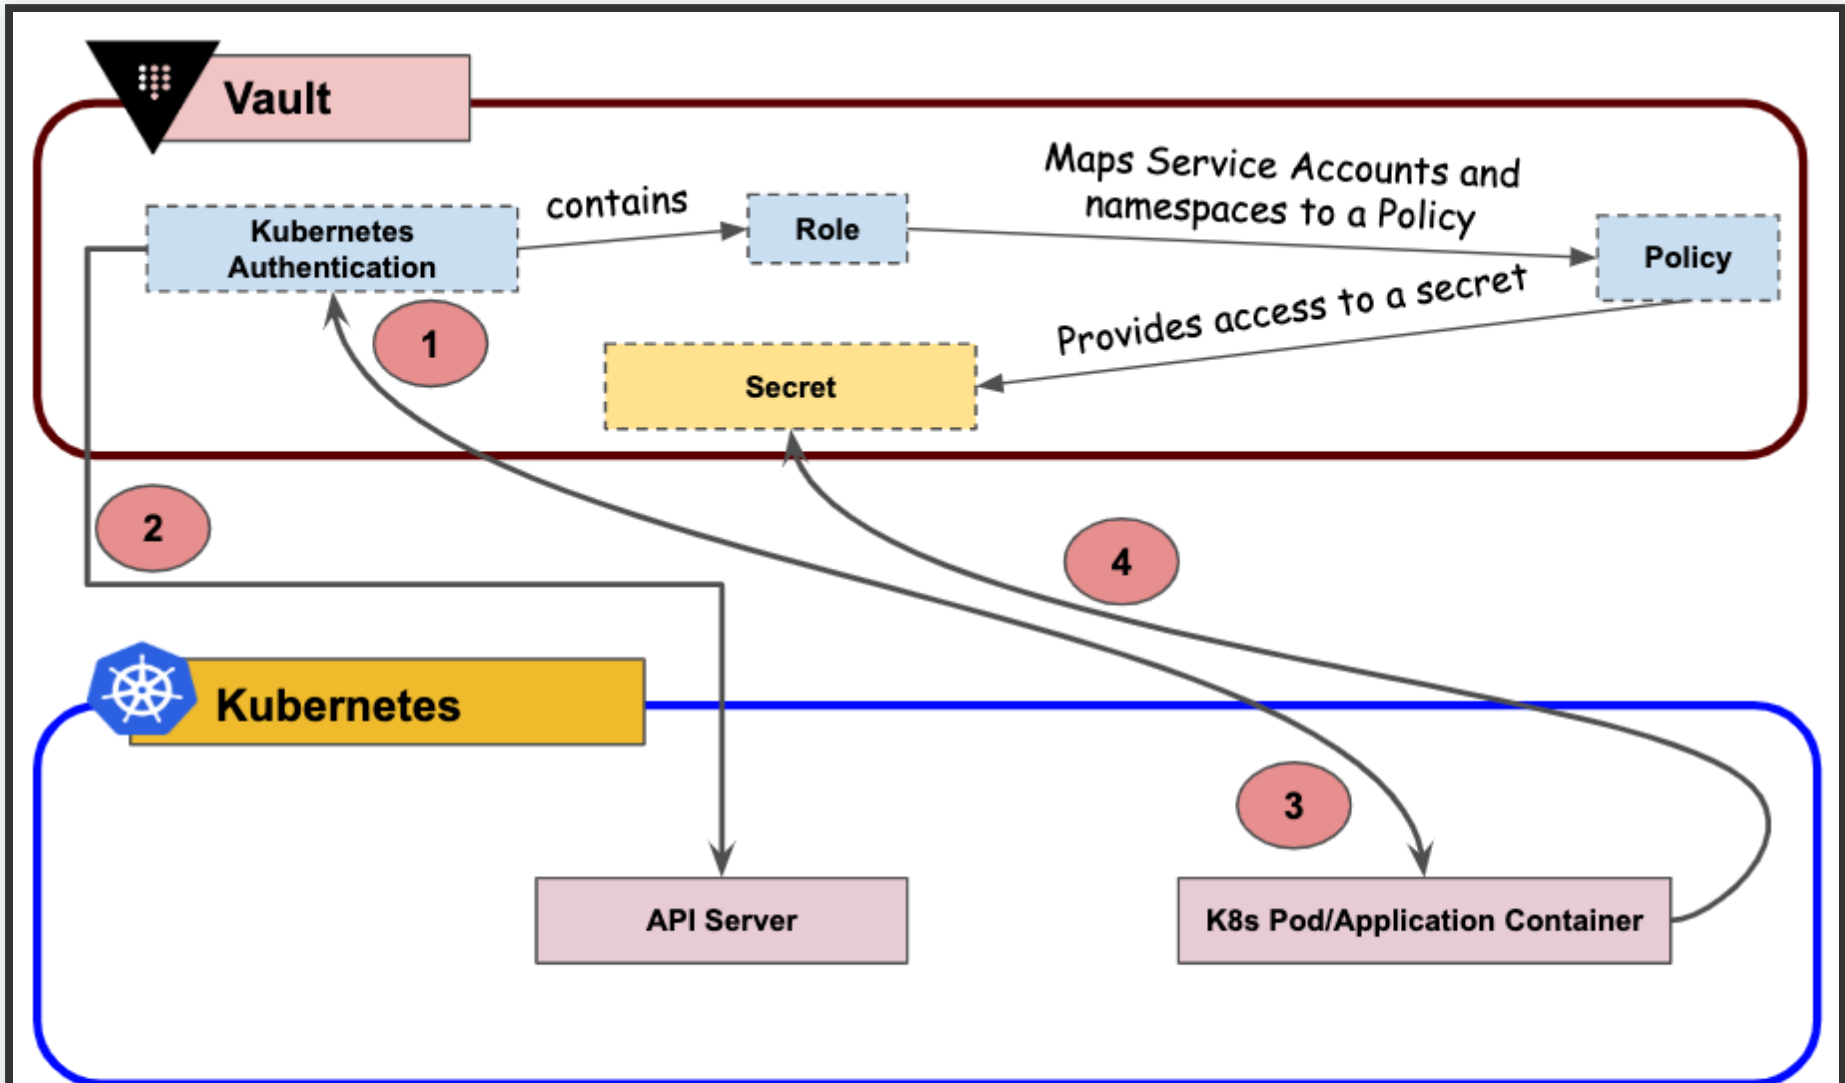 Vault
Maps Service Accounts and
namespaces to a Policy
contains
Kubernetes
Authentication
Role
Policy
Provides access to a secret
1
Secret
2
4
Kubernetes
3
API Server
K8s Pod/Application Container